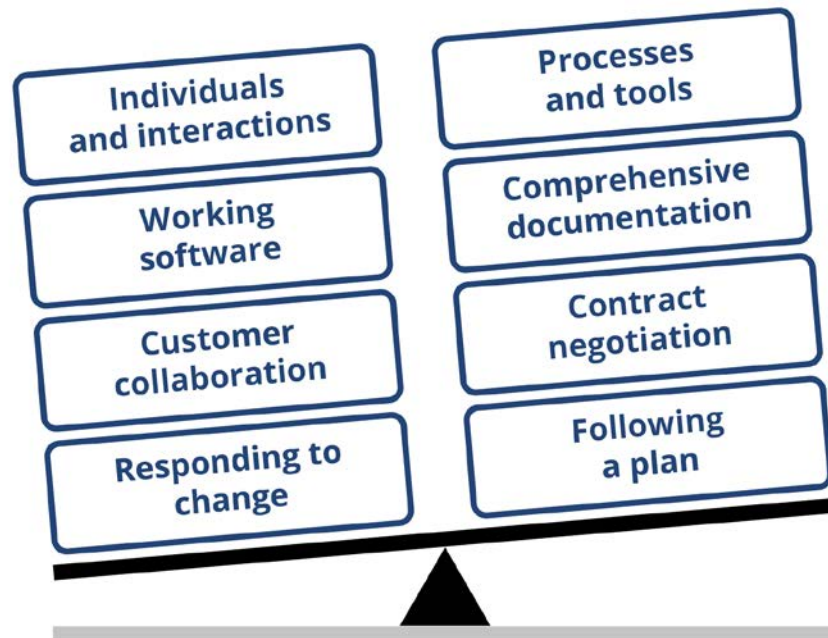 Individuals
and interactions
Processes
and tools
Working
software
Comprehensive
documentation
Customer
collaboration
Contract
negotiation
Responding to
change
Following
a plan